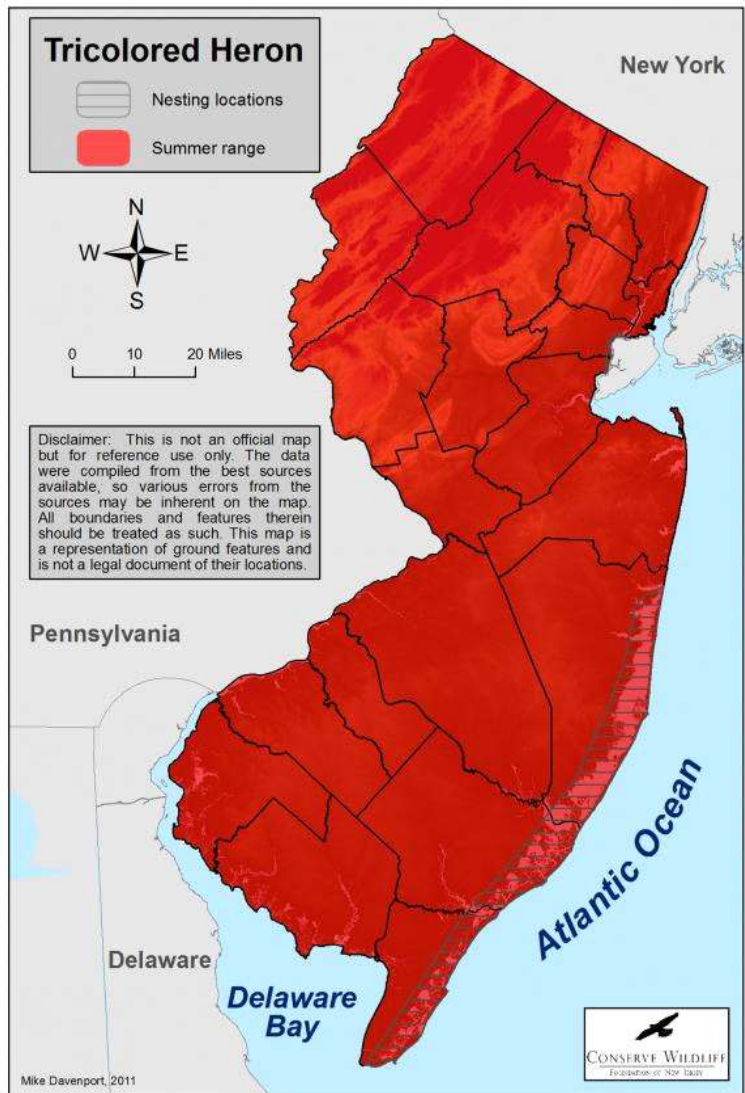 Tricolored Heron
Nesting locations
Summer range
New York
N
W E
S
0 10 20 Miles
Disclaimer: This is not an official map
but for reference use only. The data
were compiled from the best sources
available, so various errors from the
sources may be inherent on the map.
All boundaries and features therein
should be treated as such. This map is
a representation of ground features and
is not a legal document of their locations.
Pennsylvania
Atlantic Ocean
Delaware
Delaware
Bay
CONSERVE WILDLIFE
FOUNDATION OF NEW JERSEY
Mike Davenport, 2011